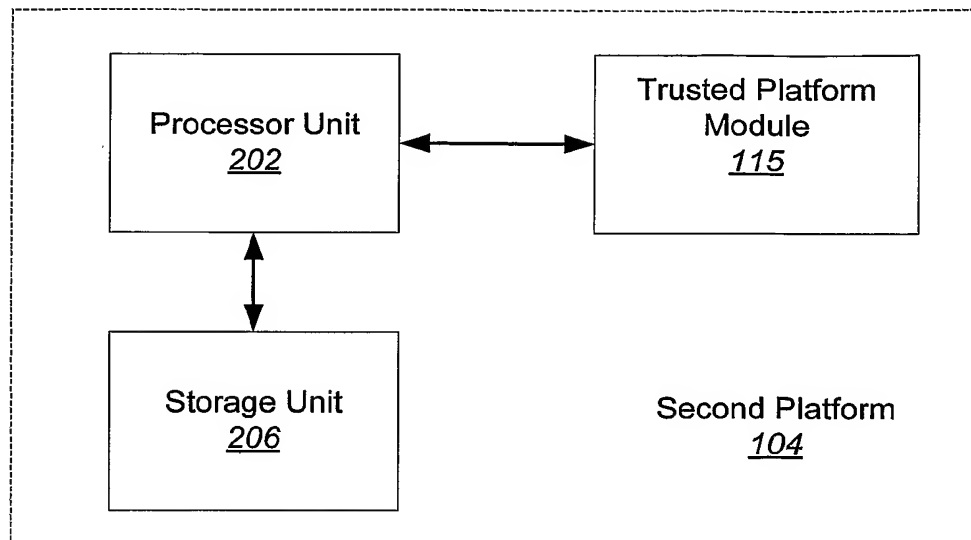 Processor Unit
202
Trusted Platform
Module
115
Storage Unit
206
Second Platform
104